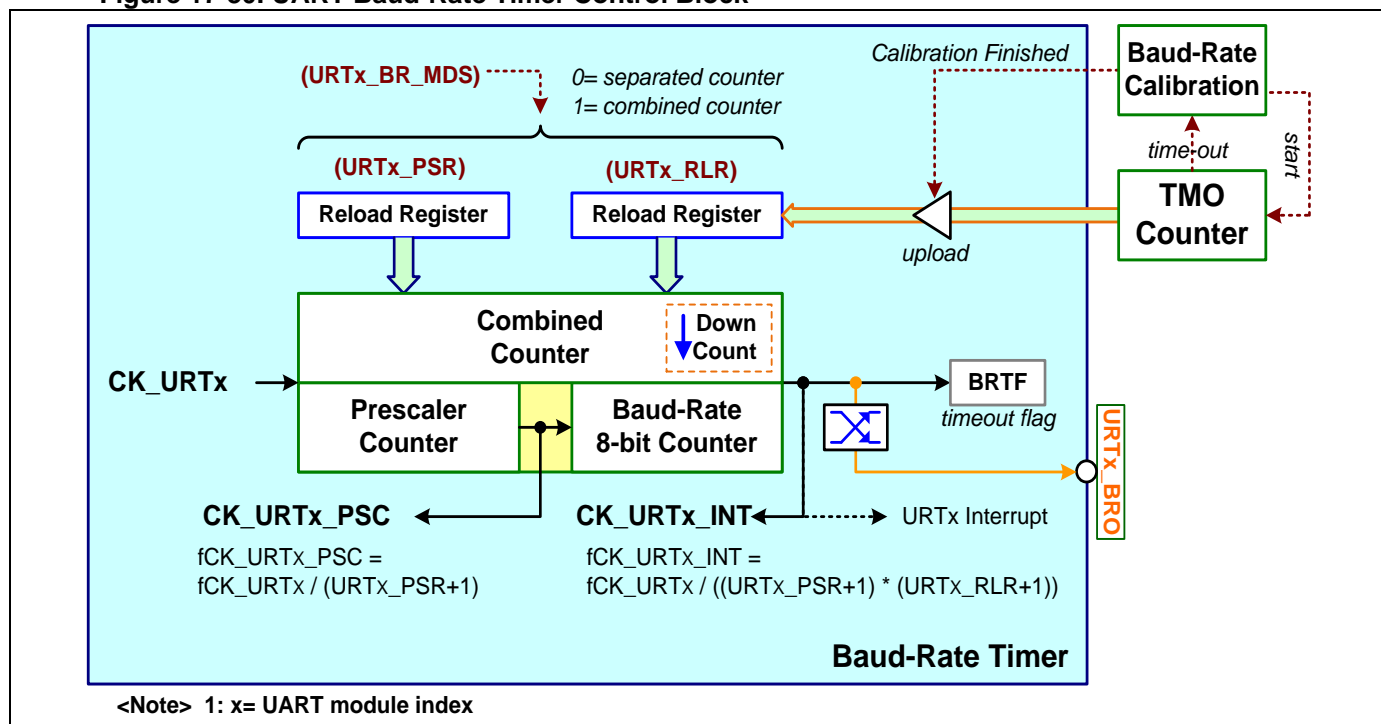 (URTx_BR_MDS)
0= separated counter
1= combined counter
Calibration Finished
Baud-Rate
Calibration
time-out
start
(URTx_PSR)
(URTx_RLR)
Reload Register
Reload Register
upload
TMO
Counter
Combined
Counter
Down
Count
CK_URTx
Prescaler
Counter
Baud-Rate
8-bit Counter
BRTF
timeout flag
URTx_BRO
CK_URTx_PSC
CK_URTx_INT
URTx Interrupt
fCK_URTx_PSC =
fCK_URTx / (URTx_PSR+1)
fCK_URTx_INT =
fCK_URTx / ((URTx_PSR+1) * (URTx_RLR+1))
Baud-Rate Timer
<Note> 1: x= UART module index